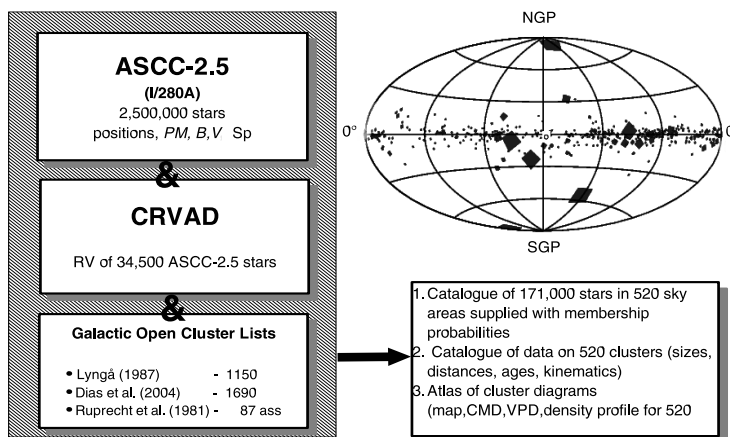 ASCC-2.5
(I/280A)
2,500,000 stars
positions, PM, B,V Sp
&
CRVAD
RV of 34,500 ASCC-2.5 stars
&
Galactic Open Cluster Lists
• Lyngå (1987) - 1150
• Dias et al. (2004) - 1690
• Ruprecht et al. (1981) - 87 ass
NGP
0°
0
SGP
1. Catalogue of 171,000 stars in 520 sky
areas supplied with membership
probabilities
2. Catalogue of data on 520 clusters (sizes,
distances, ages, kinematics)
3. Atlas of cluster diagrams
(map,CMD,VPD,density profile for 520